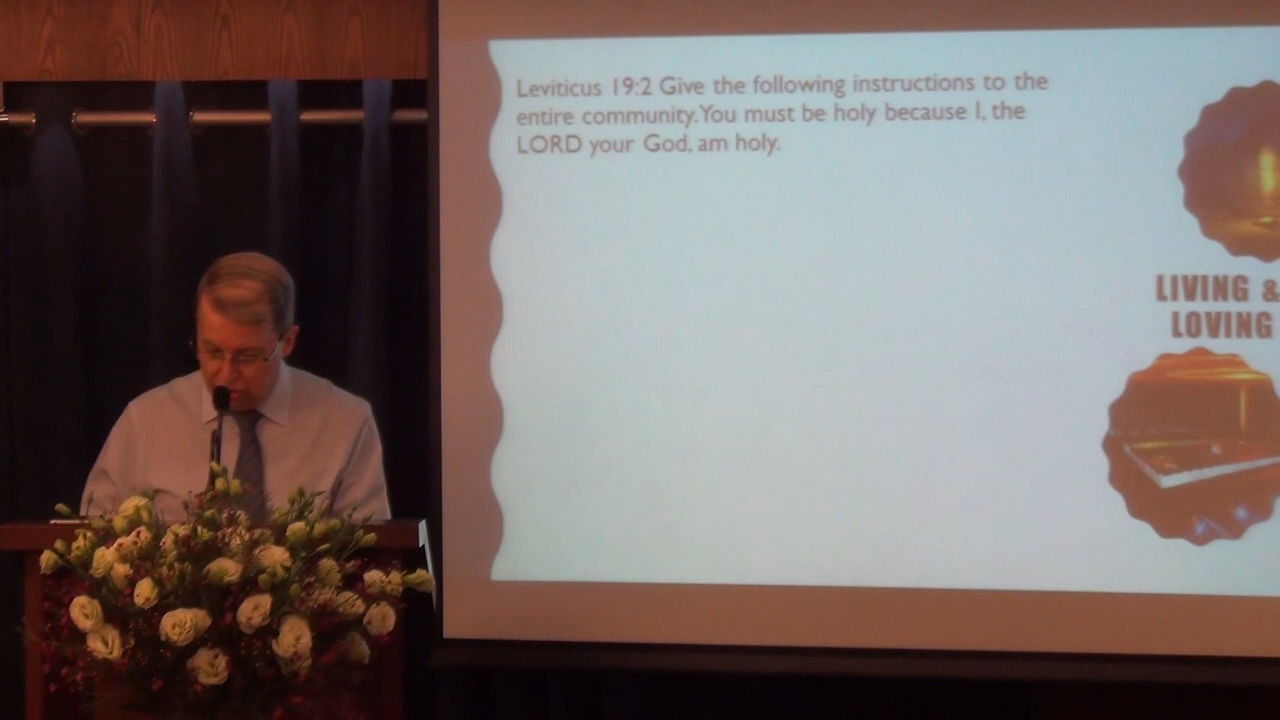 Leviticus 19:2 Give the following instructions to the
entire community. You must be holy because I, the
LORD your God, am holy.
LIVING &
LOVING